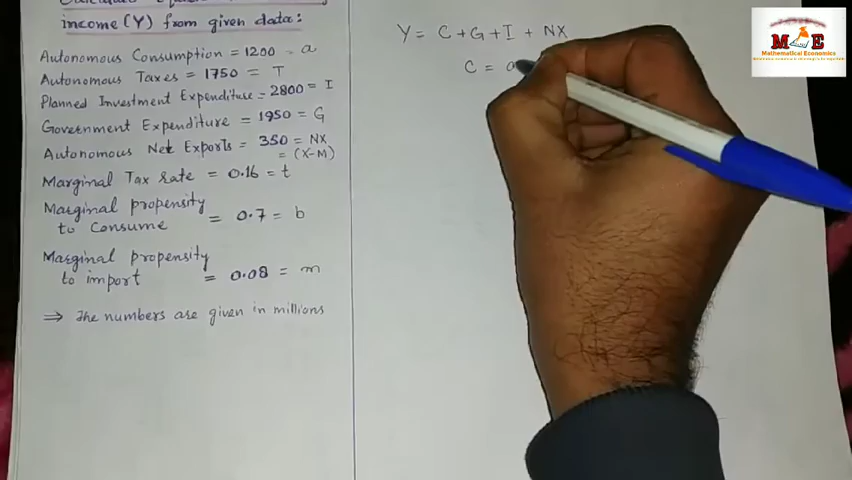 income (Y) from given data:
Autonomous Consumption = 1200 - a
Autonomous Taxes = 1750 = T
Planned Investment Expenditure = 2800 = I
Government Expenditure = 1950 = G
Autonomous Net Exports = 350 = NX
= (X-M)
Marginal Tax rate = 0.16 = t
Marginal propensity
to Consume = 0.7 = b
Marginal propensity
to import = 0.08 = m
⇒ The numbers are given in millions
Y = C + G + I + NX
C = a
M E
Mathematical Economics